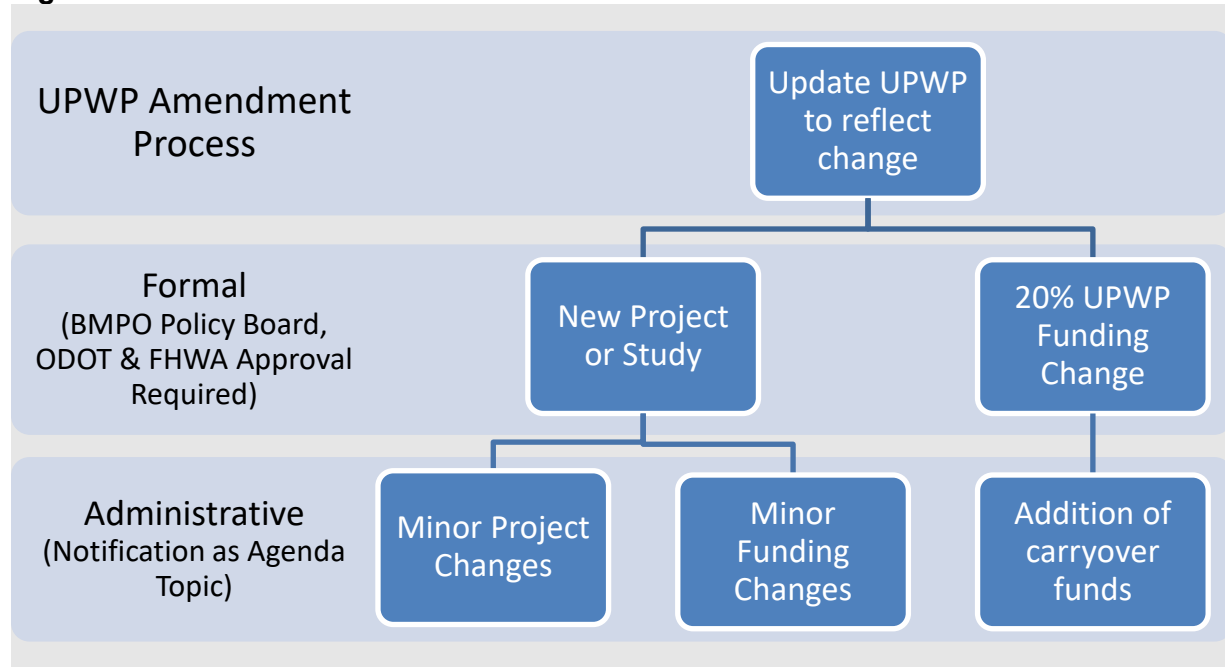 UPWP Amendment
Process
Update UPWP
to reflect
change
Formal
(BMPO Policy Board,
ODOT & FHWA Approval
Required)
New Project
or Study
20% UPWP
Funding
Change
Administrative
(Notification as Agenda
Topic)
Minor Project
Changes
Minor
Funding
Changes
Addition of
carryover
funds